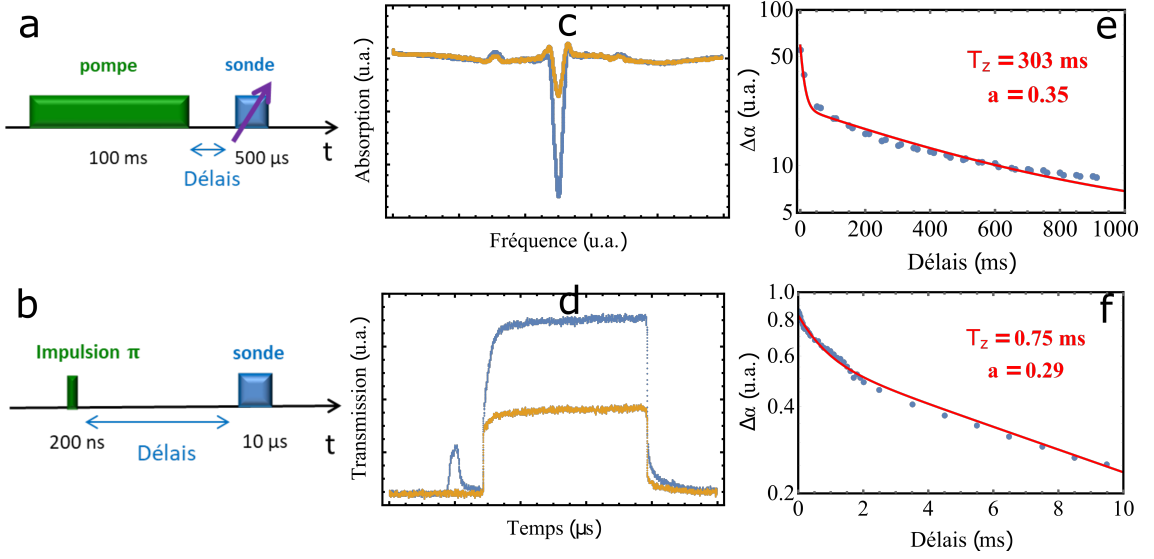 a
pompe
sonde
100 ms
500 µs
t
Délais
b
Impulsion π
sonde
200 ns
10 µs
t
Délais
c
Absorption (u.a.)
Fréquence (u.a.)
d
Transmission (u.a.)
Temps (µs)
e
100
50
10
5
Δα (u.a.)
T_z = 303 ms
a = 0.35
0 200 400 600 800 1000
Délais (ms)
f
1.0
0.8
0.6
0.4
0.2
Δα (u.a.)
T_z = 0.75 ms
a = 0.29
0 2 4 6 8 10
Délais (ms)